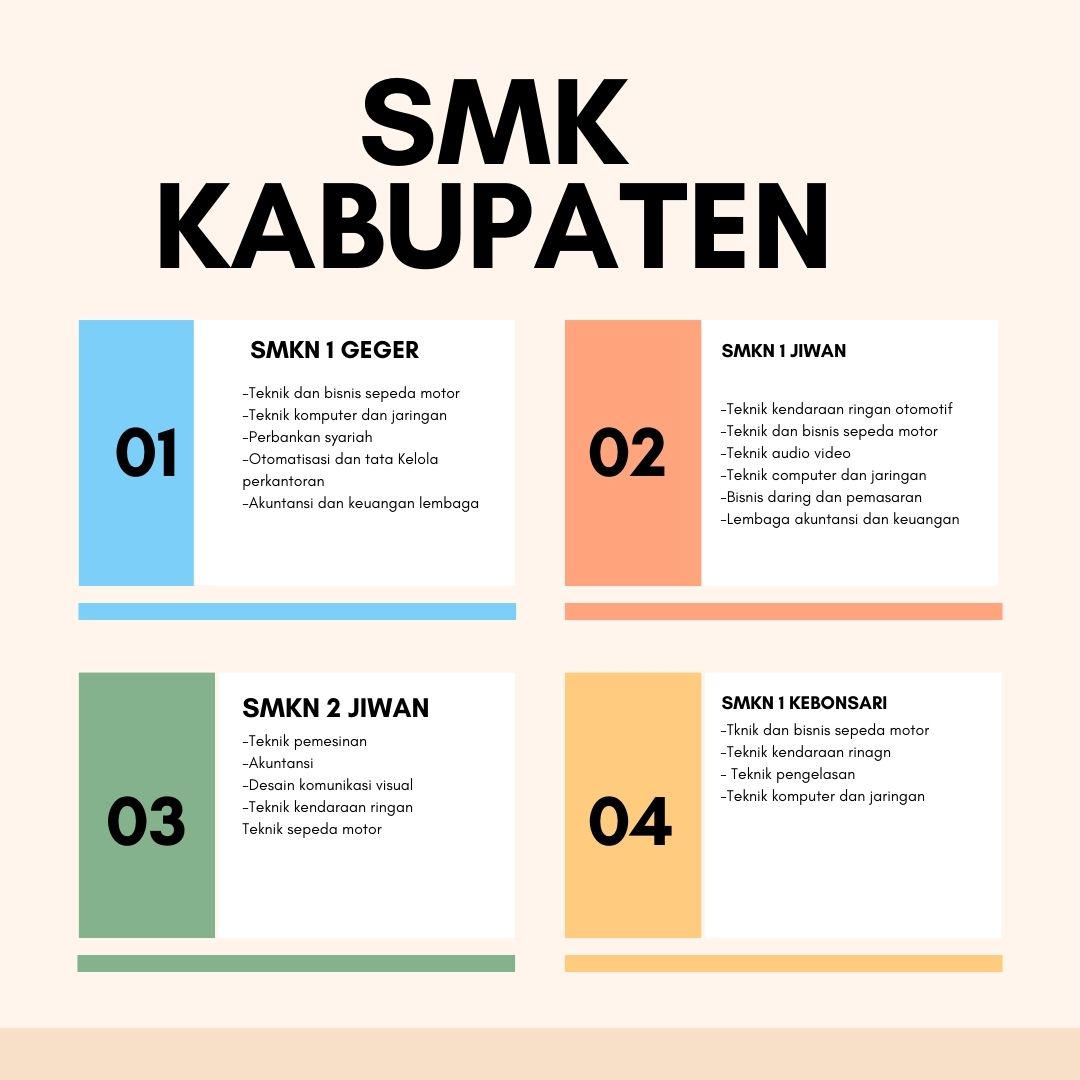 SMK
KABUPATEN
01
SMKN 1 GEGER
-Teknik dan bisnis sepeda motor
-Teknik komputer dan jaringan
-Perbankan syariah
-Otomatisasi dan tata Kelola
perkantoran
-Akuntansi dan keuangan lembaga
02
SMKN 1 JIWAN
-Teknik kendaraan ringan otomotif
-Teknik dan bisnis sepeda motor
-Teknik audio video
-Teknik computer dan jaringan
-Bisnis daring dan pemasaran
-Lembaga akuntansi dan keuangan
03
SMKN 2 JIWAN
-Teknik pemesinan
-Akuntansi
-Desain komunikasi visual
-Teknik kendaraan ringan
Teknik sepeda motor
04
SMKN 1 KEBONSARI
-Tknik dan bisnis sepeda motor
-Teknik kendaraan rinagn
- Teknik pengelasan
-Teknik komputer dan jaringan